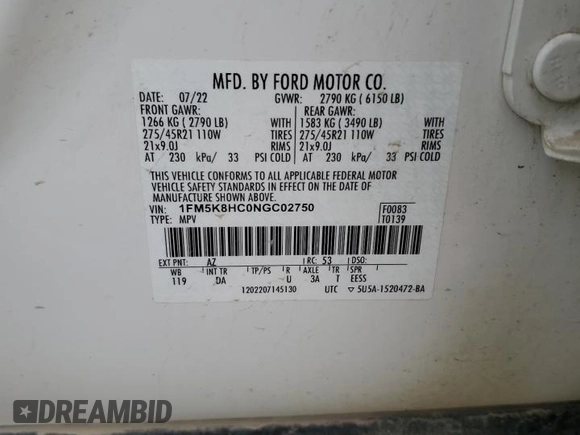 MFD. BY FORD MOTOR CO.
DATE: 07/22 GVWR: 2790 KG ( 6150 LB)
FRONT GAWR: REAR GAWR:
1266 KG ( 2790 LB) WITH 1583 KG ( 3490 LB) WITH
275/45R21 110W TIRES 275/45R21 110W TIRES
21x9.0J RIMS 21x9.0J RIMS
AT 230 kPa/ 33 PSI COLD AT 230 kPa/ 33 PSI COLD
THIS VEHICLE CONFORMS TO ALL APPLICABLE FEDERAL MOTOR
VEHICLE SAFETY STANDARDS IN EFFECT ON THE DATE OF
MANUFACTURE SHOWN ABOVE.
VIN: 1FM5K8HC0NGC02750 F0083
TYPE: MPV T0139
EXT PNT: AZ RC: 53 DSO:
WB INT TR TP/PS R AXLE TR SPR
119 DA U 3A T EESS
1202207145130 UTC ▽ 5U5A-1520472-BA
DREAMBID